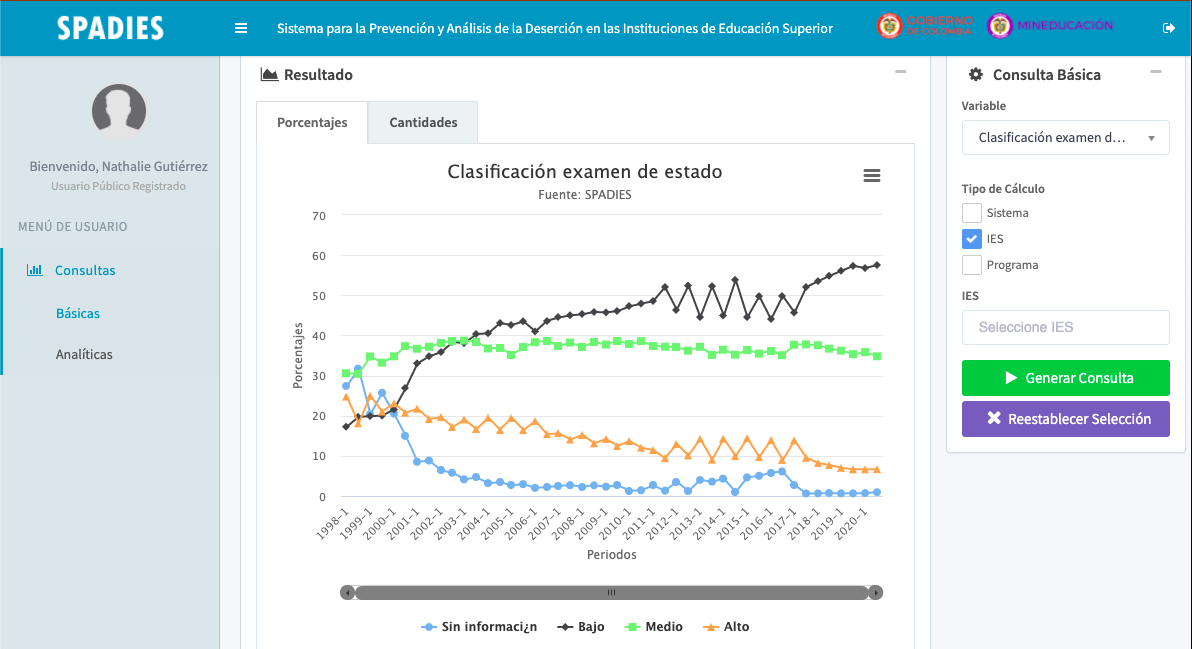 SPADIES
Sistema para la Prevención y Análisis de la Deserción en las Instituciones de Educación Superior
GOBIERNO
DE COLOMBIA
MINEDUCACIÓN
Bienvenido, Nathalie Gutiérrez
Usuario Público Registrado
MENÚ DE USUARIO
Consultas
Básicas
Analíticas
Resultado
Porcentajes
Cantidades
Clasificación examen de estado
Fuente: SPADIES
Porcentajes
70
60
50
40
30
20
10
0
1998-1
1999-1
2000-1
2001-1
2002-1
2003-1
2004-1
2005-1
2006-1
2007-1
2008-1
2009-1
2010-1
2011-1
2012-1
2013-1
2014-1
2015-1
2016-1
2017-1
2018-1
2019-1
2020-1
Periodos
Sin informaci¿n
Bajo
Medio
Alto
Consulta Básica
Variable
Clasificación examen d...
Tipo de Cálculo
Sistema
IES
Programa
IES
Seleccione IES
Generar Consulta
Reestablecer Selección